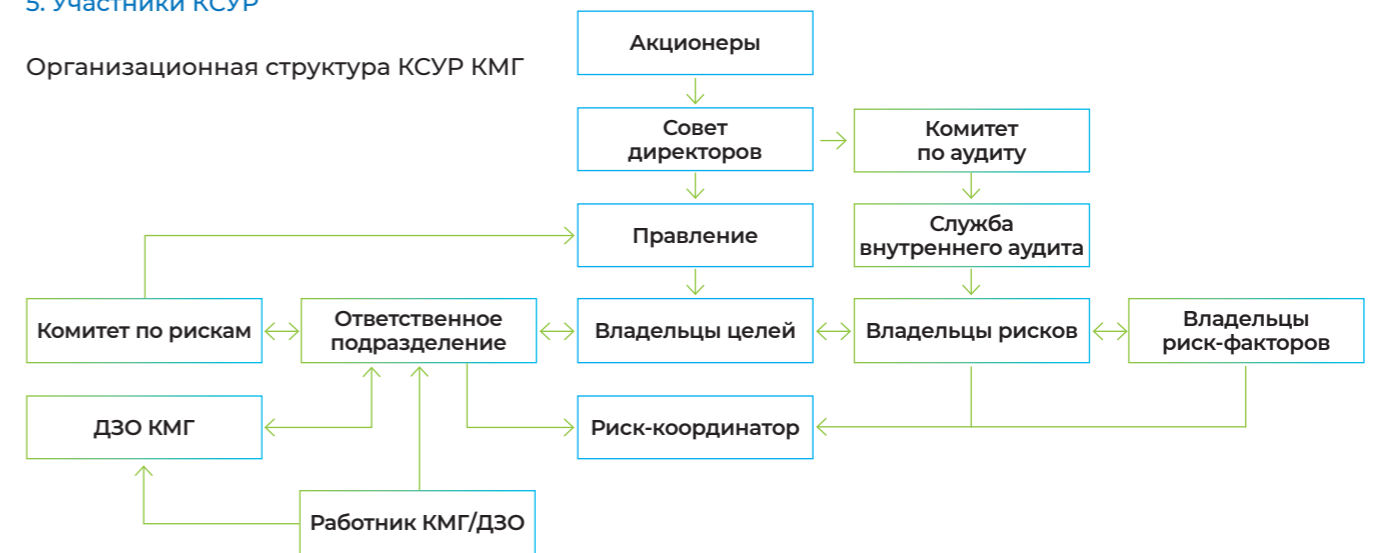 5. Участники КСУР
Организационная структура КСУР КМГ
Акционеры
Совет
директоров
Комитет
по аудиту
Правление
Служба
внутреннего аудита
Комитет по рискам
Ответственное
подразделение
Владельцы целей
Владельцы рисков
Владельцы
риск-факторов
ДЗО КМГ
Риск-координатор
Работник КМГ/ДЗО